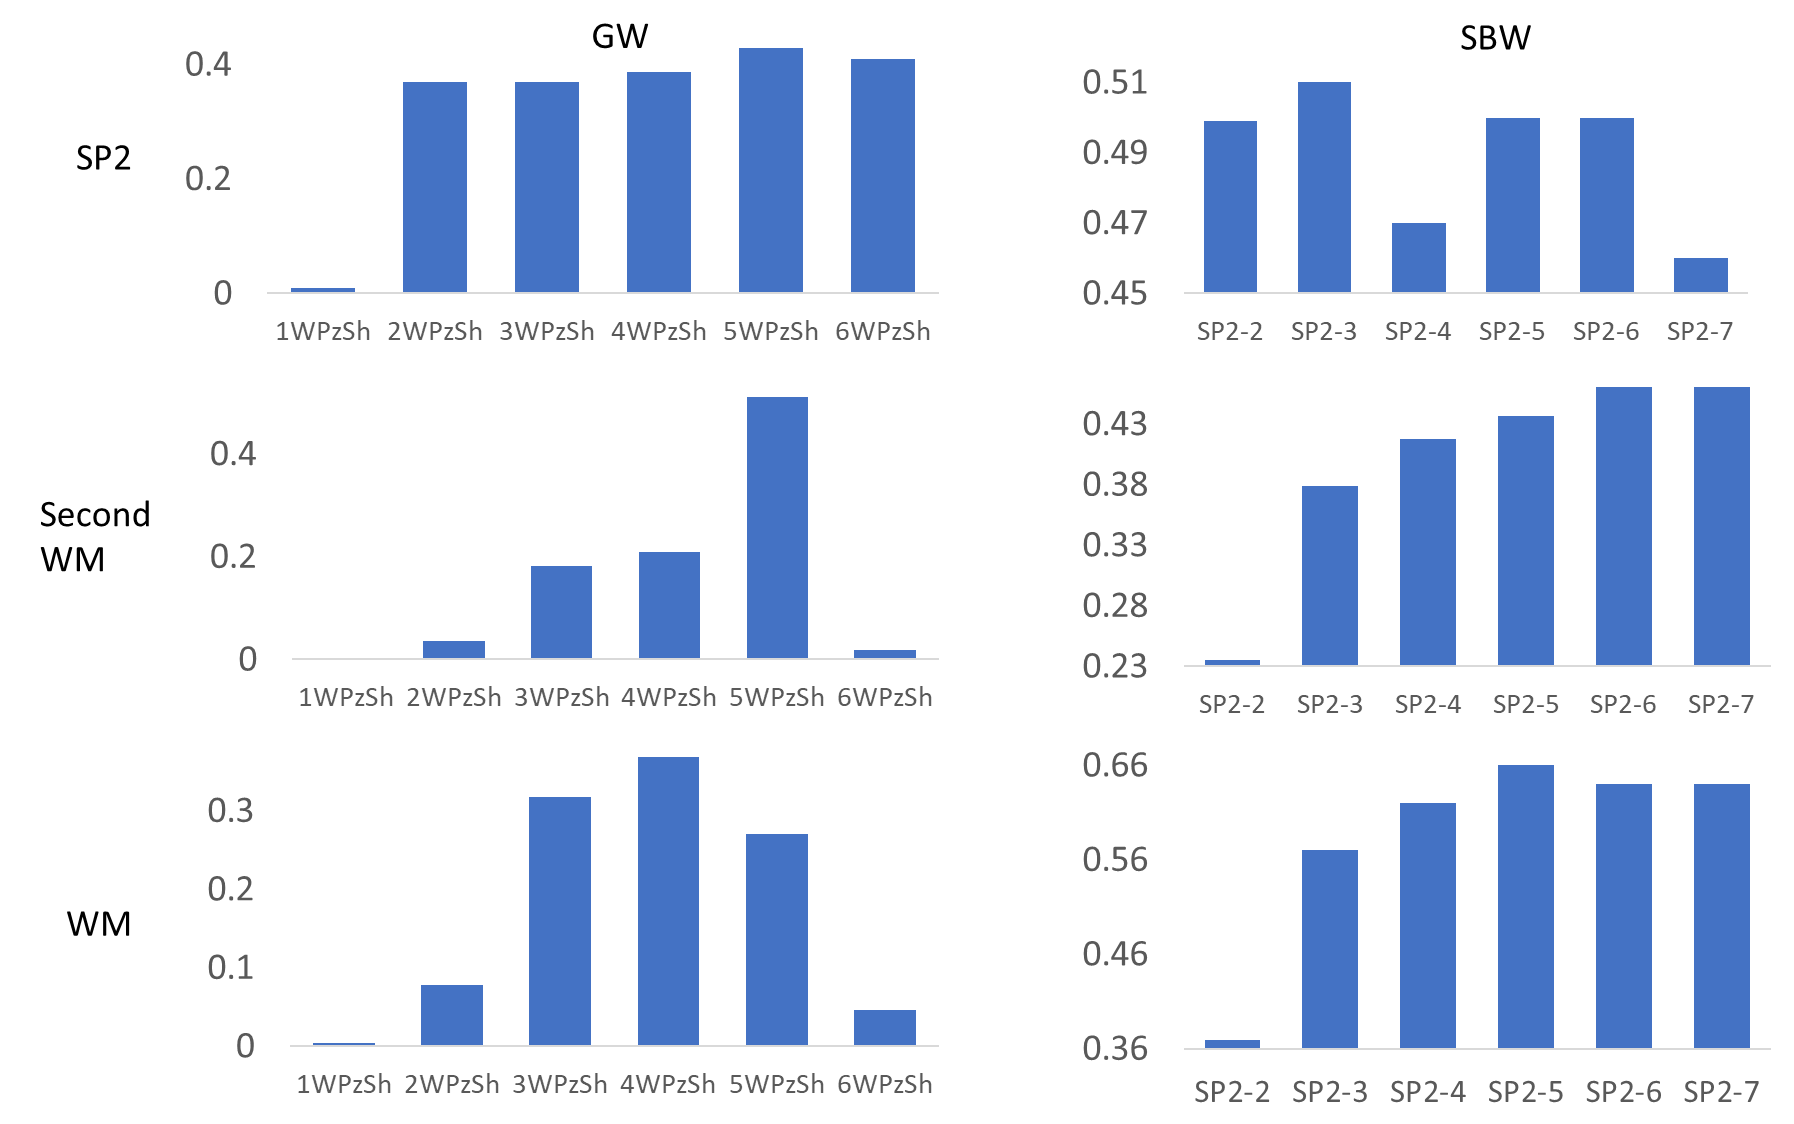 GW
SBW
SP2
0.4
0.2
0
1WPzSh 2WPzSh 3WPzSh 4WPzSh 5WPzSh 6WPzSh
0.51
0.49
0.47
0.45
SP2-2 SP2-3 SP2-4 SP2-5 SP2-6 SP2-7
Second
WM
0.4
0.2
0
1WPzSh 2WPzSh 3WPzSh 4WPzSh 5WPzSh 6WPzSh
0.43
0.38
0.33
0.28
0.23
SP2-2 SP2-3 SP2-4 SP2-5 SP2-6 SP2-7
WM
0.3
0.2
0.1
0
1WPzSh 2WPzSh 3WPzSh 4WPzSh 5WPzSh 6WPzSh
0.66
0.56
0.46
0.36
SP2-2 SP2-3 SP2-4 SP2-5 SP2-6 SP2-7